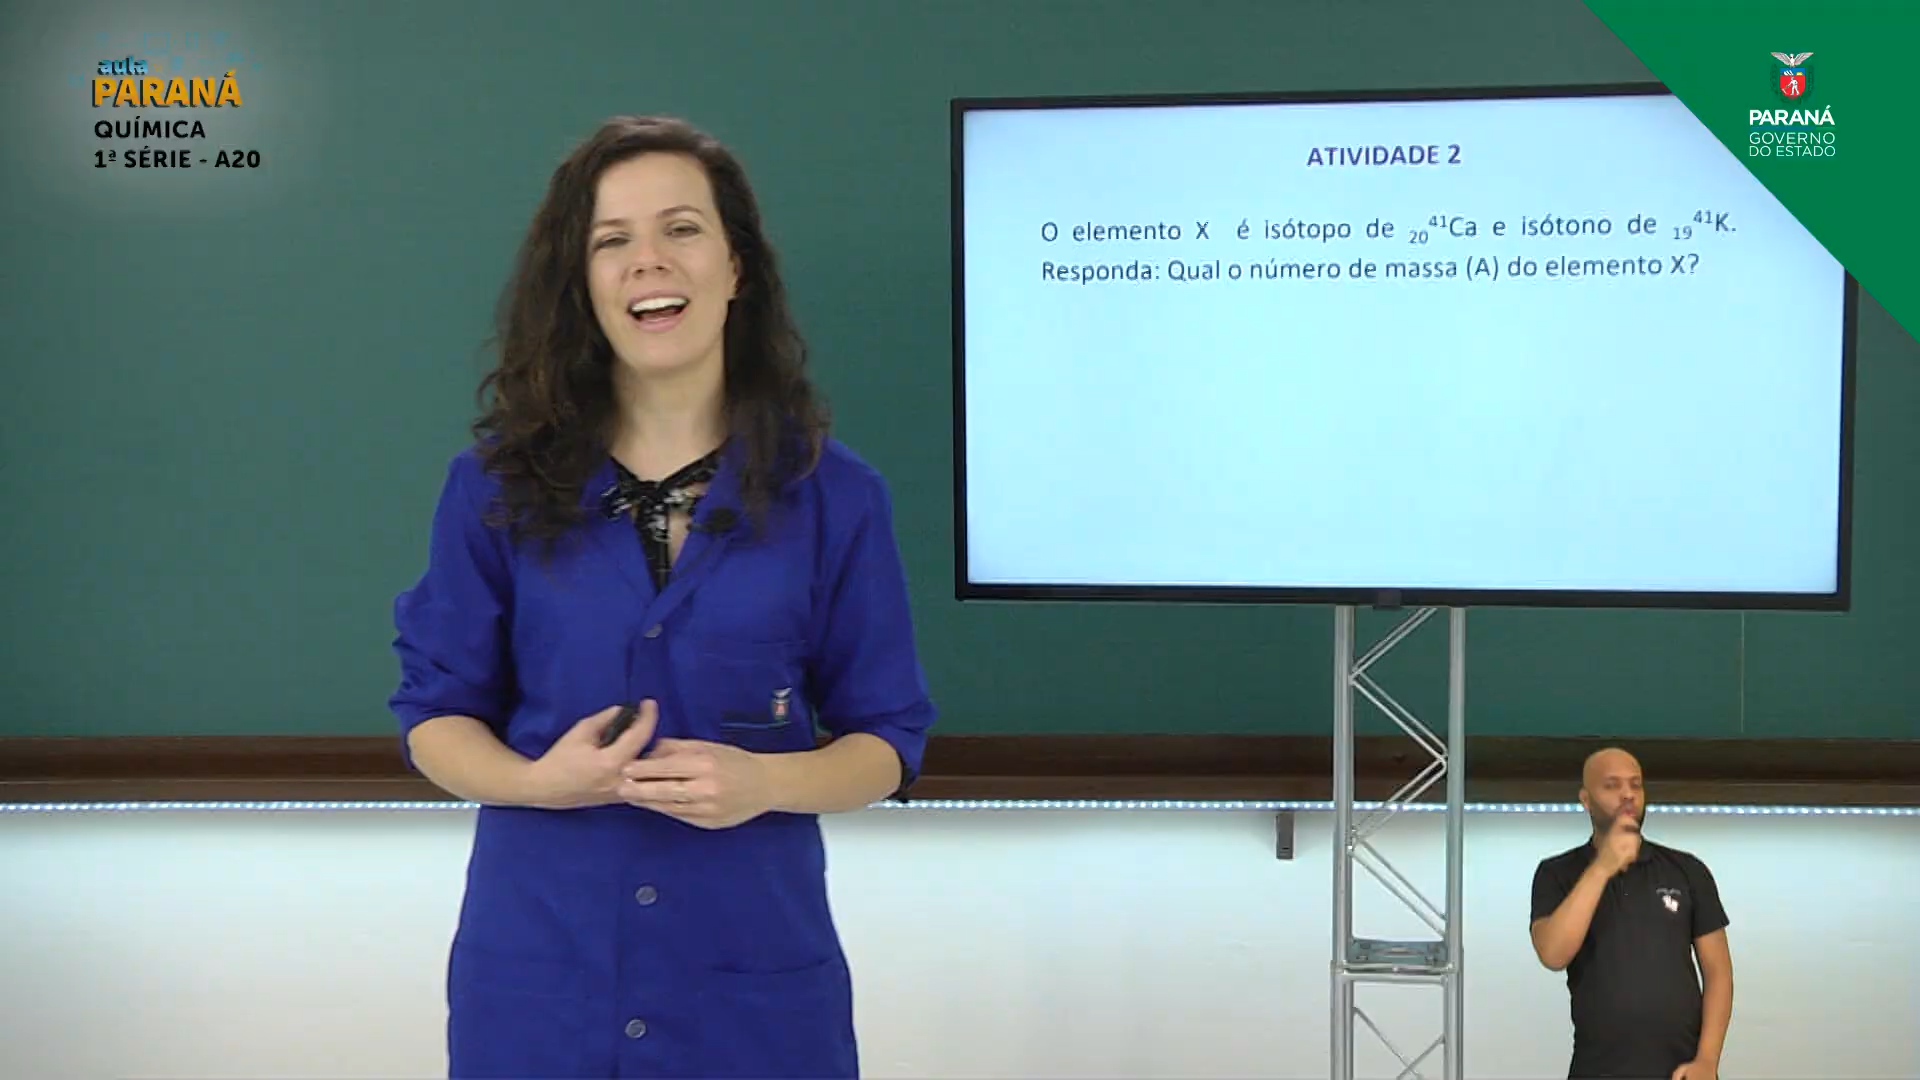 aula
PARANÁ
QUÍMICA
1ª SÉRIE - A20
PARANÁ
GOVERNO
DO ESTADO
ATIVIDADE 2
O elemento X é isótopo de ₂₀⁴¹Ca e isótono de ₁₉⁴¹K.
Responda: Qual o número de massa (A) do elemento X?